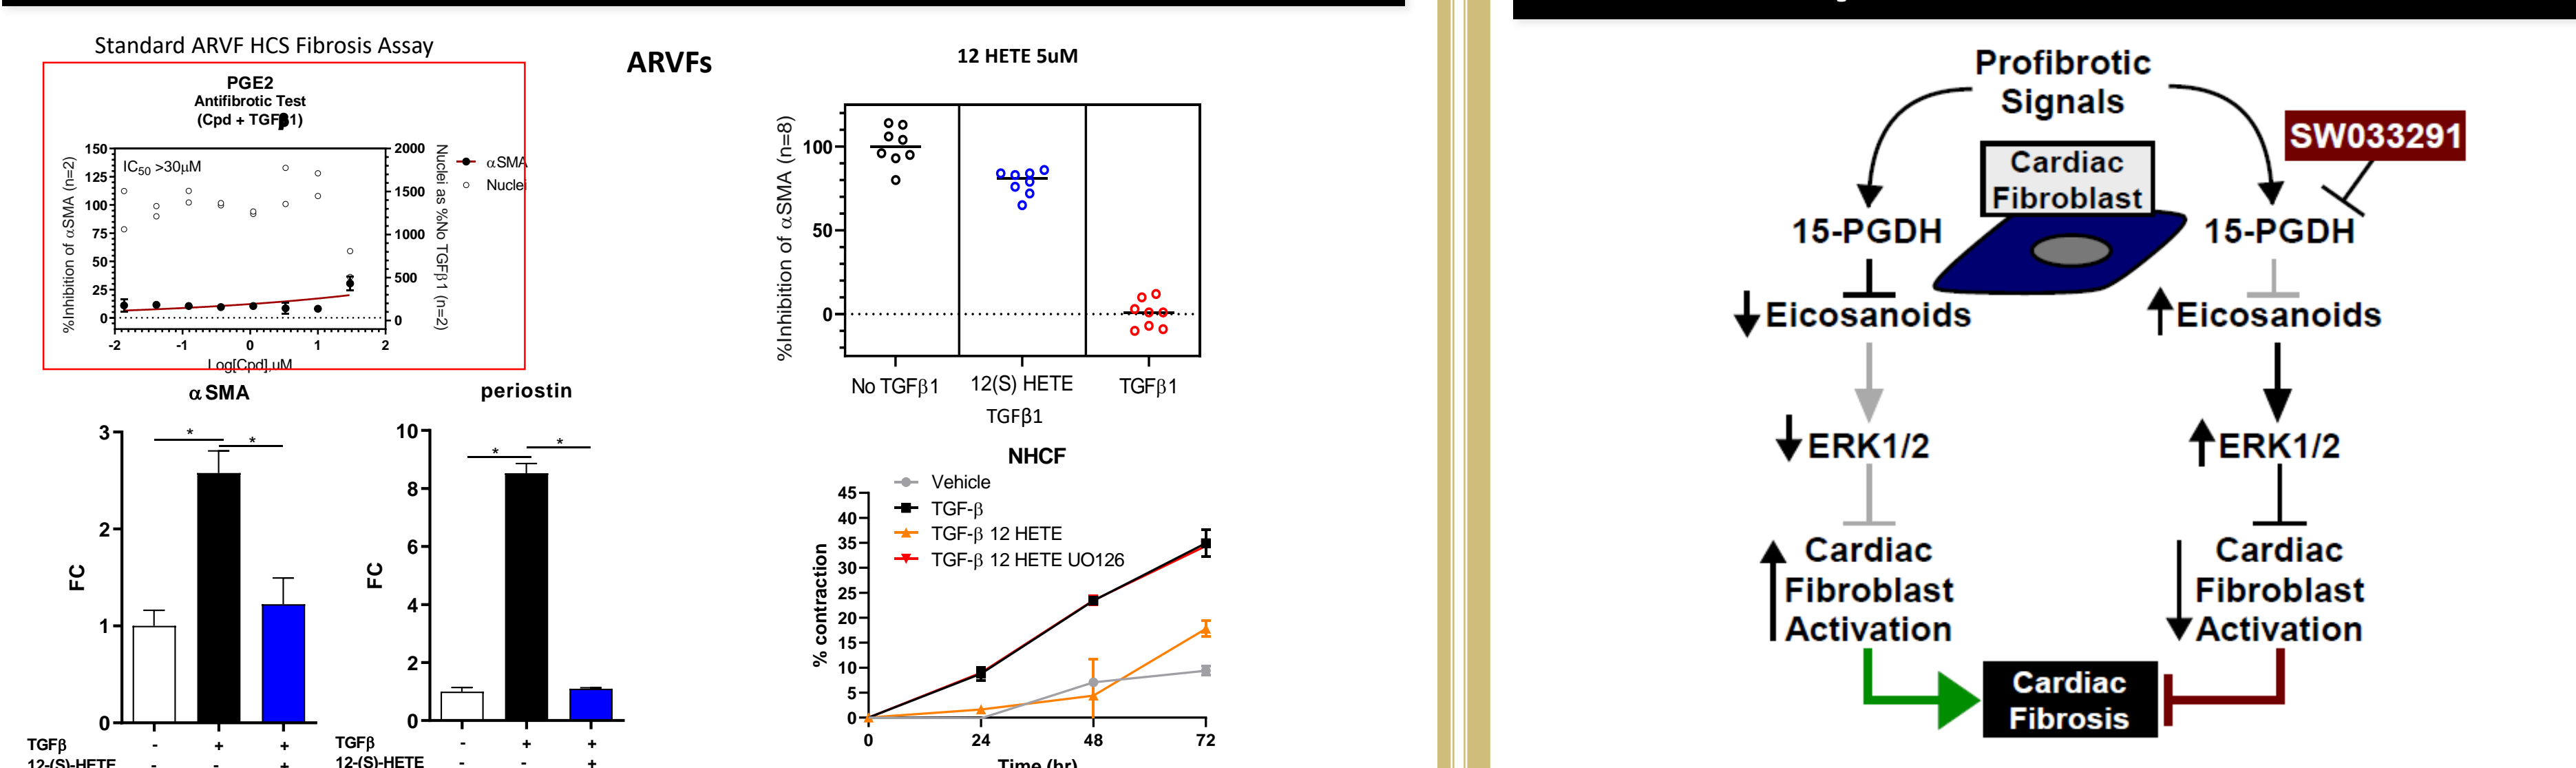 Standard ARVF HCS Fibrosis Assay
PGE2
Antifibrotic Test
(Cpd + TGFβ1)
IC50 >30μM
%Inhibition of αSMA (n=2)
150
125
100
75
50
25
0
2000
1500
1000
500
0
Nuclei as %No TGFβ1 (n=2)
αSMA
Nuclei
-2 -1 0 1 2
Log[Cpd],uM
ARVFs
12 HETE 5uM
%Inhibition of αSMA (n=8)
100
50
0
No TGFβ1
12(S) HETE
TGFβ1
TGFβ1
αSMA
FC
3
2
1
0
* *
TGFβ - + +
12-(S)-HETE - - +
periostin
FC
10
8
6
4
2
0
* *
TGFβ - + +
12-(S)-HETE - - +
NHCF
Vehicle
TGF-β
TGF-β 12 HETE
TGF-β 12 HETE UO126
% contraction
45
40
35
30
25
20
15
10
5
0
0 24 48 72
Time (hr)
Profibrotic
Signals
SW033291
Cardiac
Fibroblast
15-PGDH
15-PGDH
Eicosanoids
Eicosanoids
ERK1/2
ERK1/2
Cardiac
Fibroblast
Activation
Cardiac
Fibroblast
Activation
Cardiac
Fibrosis